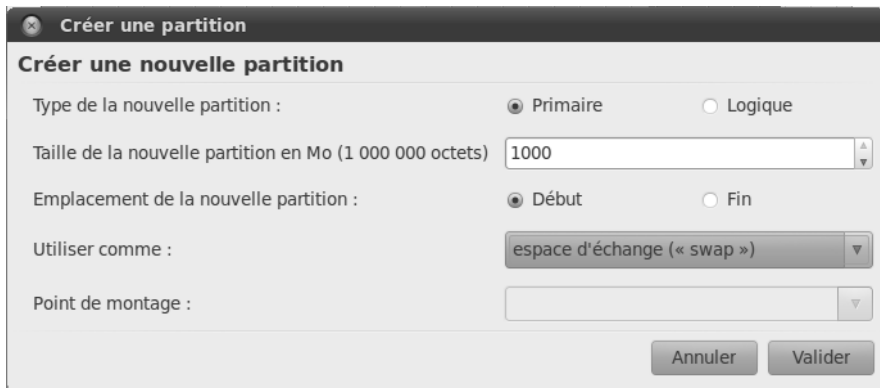 Créer une partition
Créer une nouvelle partition
Type de la nouvelle partition : Primaire Logique
Taille de la nouvelle partition en Mo (1 000 000 octets) 1000
Emplacement de la nouvelle partition : Début Fin
Utiliser comme : espace d'échange (« swap »)
Point de montage :
Annuler Valider